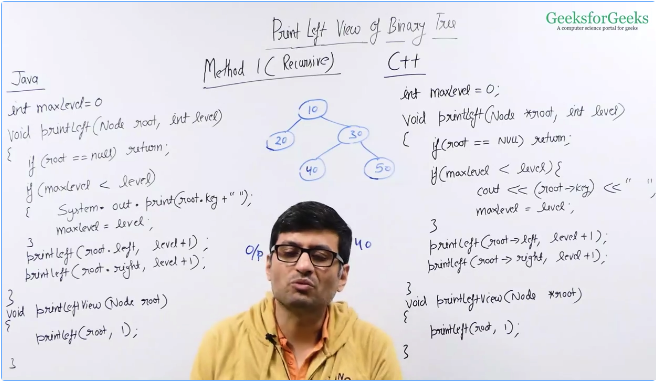 GeeksforGeeks
A computer science portal for geeks
Print Left View of Binary Tree
Method 1 (Recursive)
Java
int maxLevel=0
void printLeft(Node root, int level)
{
if (root == null) return;
if (maxLevel < level)
{ System.out.print(root.key+" ");
maxLevel = level;
}
printLeft(root.left, level+1);
printLeft(root.right, level+1);
}
void printLeftView(Node root)
{
printLeft(root, 1);
}
10
20 30
40 50
O/p
40
C++
int maxLevel = 0;
void printLeft(Node *root, int level)
{ if (root == NULL) return;
if (maxLevel < level){
cout << (root->key) << " ";
maxLevel = level;
}
printLeft(root->left, level+1);
printLeft(root->right, level+1);
}
void printLeftView(Node *root)
{
printLeft(root, 1);
}